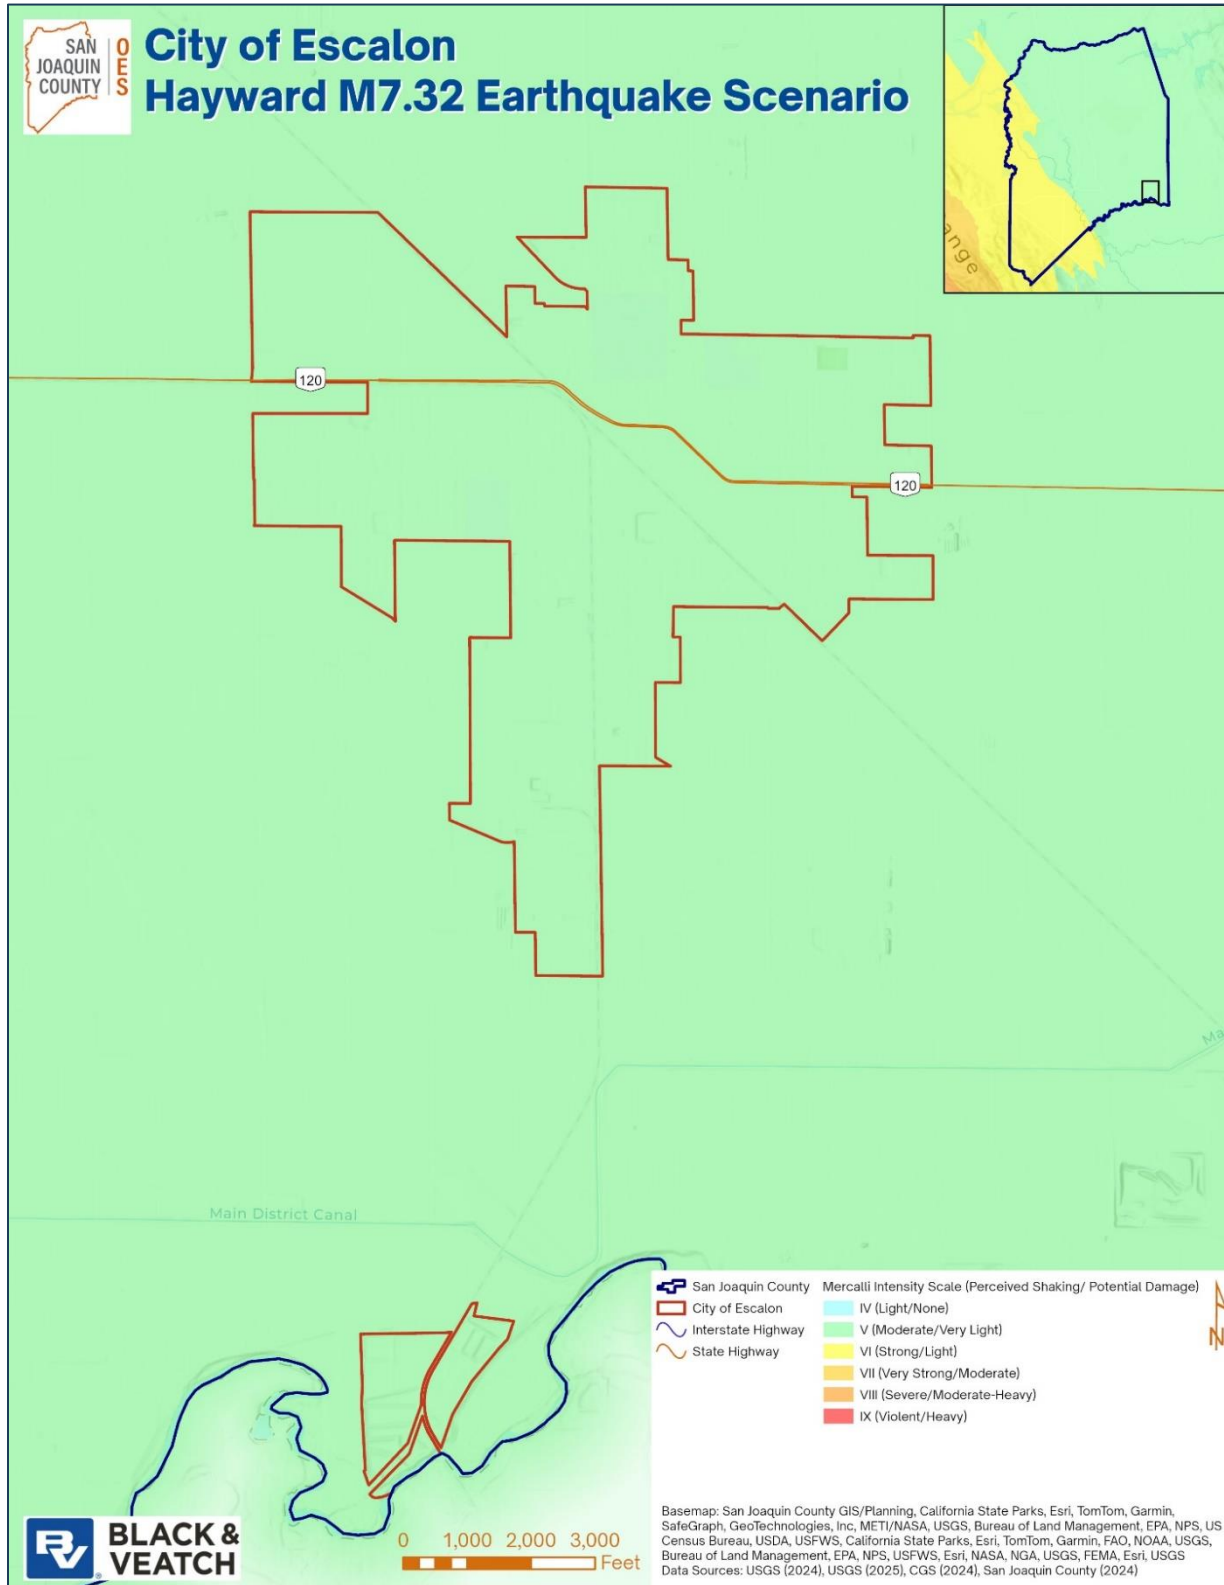 SAN
JOAQUIN
COUNTY
OES
City of Escalon
Hayward M7.32 Earthquake Scenario
ange
120
120
Ma
Main District Canal
San Joaquin County
City of Escalon
Interstate Highway
State Highway
Mercalli Intensity Scale (Perceived Shaking/ Potential Damage)
IV (Light/None)
V (Moderate/Very Light)
VI (Strong/Light)
VII (Very Strong/Moderate)
VIII (Severe/Moderate-Heavy)
IX (Violent/Heavy)
N
BV
BLACK &
VEATCH
0 1,000 2,000 3,000
Feet
Basemap: San Joaquin County GIS/Planning, California State Parks, Esri, TomTom, Garmin,
SafeGraph, GeoTechnologies, Inc, METI/NASA, USGS, Bureau of Land Management, EPA, NPS, US
Census Bureau, USDA, USFWS, California State Parks, Esri, TomTom, Garmin, FAO, NOAA, USGS,
Bureau of Land Management, EPA, NPS, USFWS, Esri, NASA, NGA, USGS, FEMA, Esri, USGS
Data Sources: USGS (2024), USGS (2025), CGS (2024), San Joaquin County (2024)